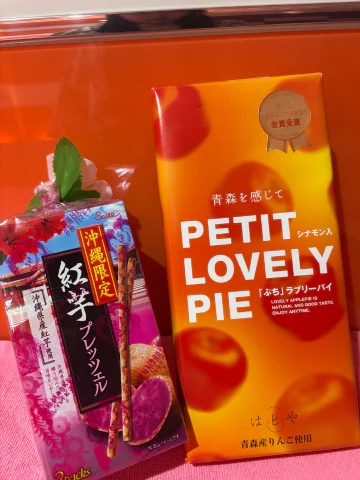 沖縄限定
紅芋
プレッツェル
沖縄県産紅芋使用
2packs
金賞受賞
青森を感じて
PETIT
シナモン入
LOVELY
PIE
「ぷち」ラブリーパイ
LOVELY APPLEPIE IS
NATURAL AND GOOD TASTE.
ENJOY ANYTIME.
はとや
青森産りんご使用